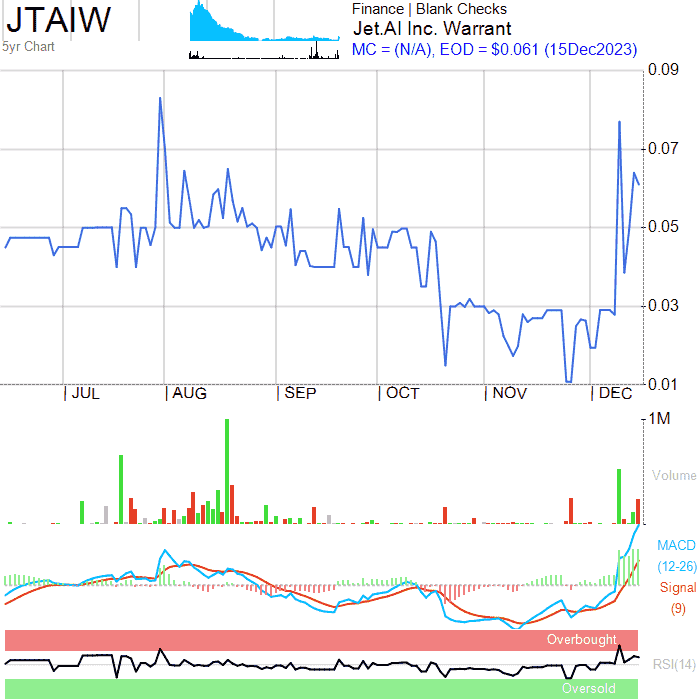 JTAIW
5yr Chart
Finance | Blank Checks
Jet.AI Inc. Warrant
MC = (N/A), EOD = $0.061 (15Dec2023)
0.09
0.07
0.05
0.03
0.01
JUL AUG SEP OCT NOV DEC
1M
Volume
MACD
(12-26)
Signal
(9)
Overbought
RSI(14)
Oversold